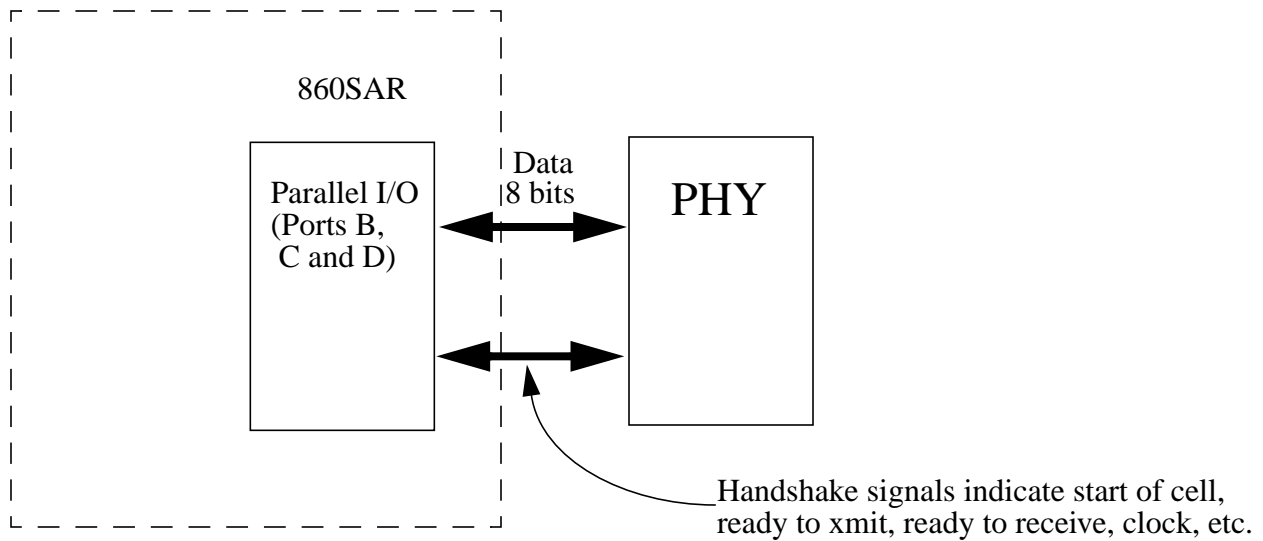 860SAR
Parallel I/O
(Ports B,
C and D)
Data
8 bits
PHY
Handshake signals indicate start of cell,
ready to xmit, ready to receive, clock, etc.